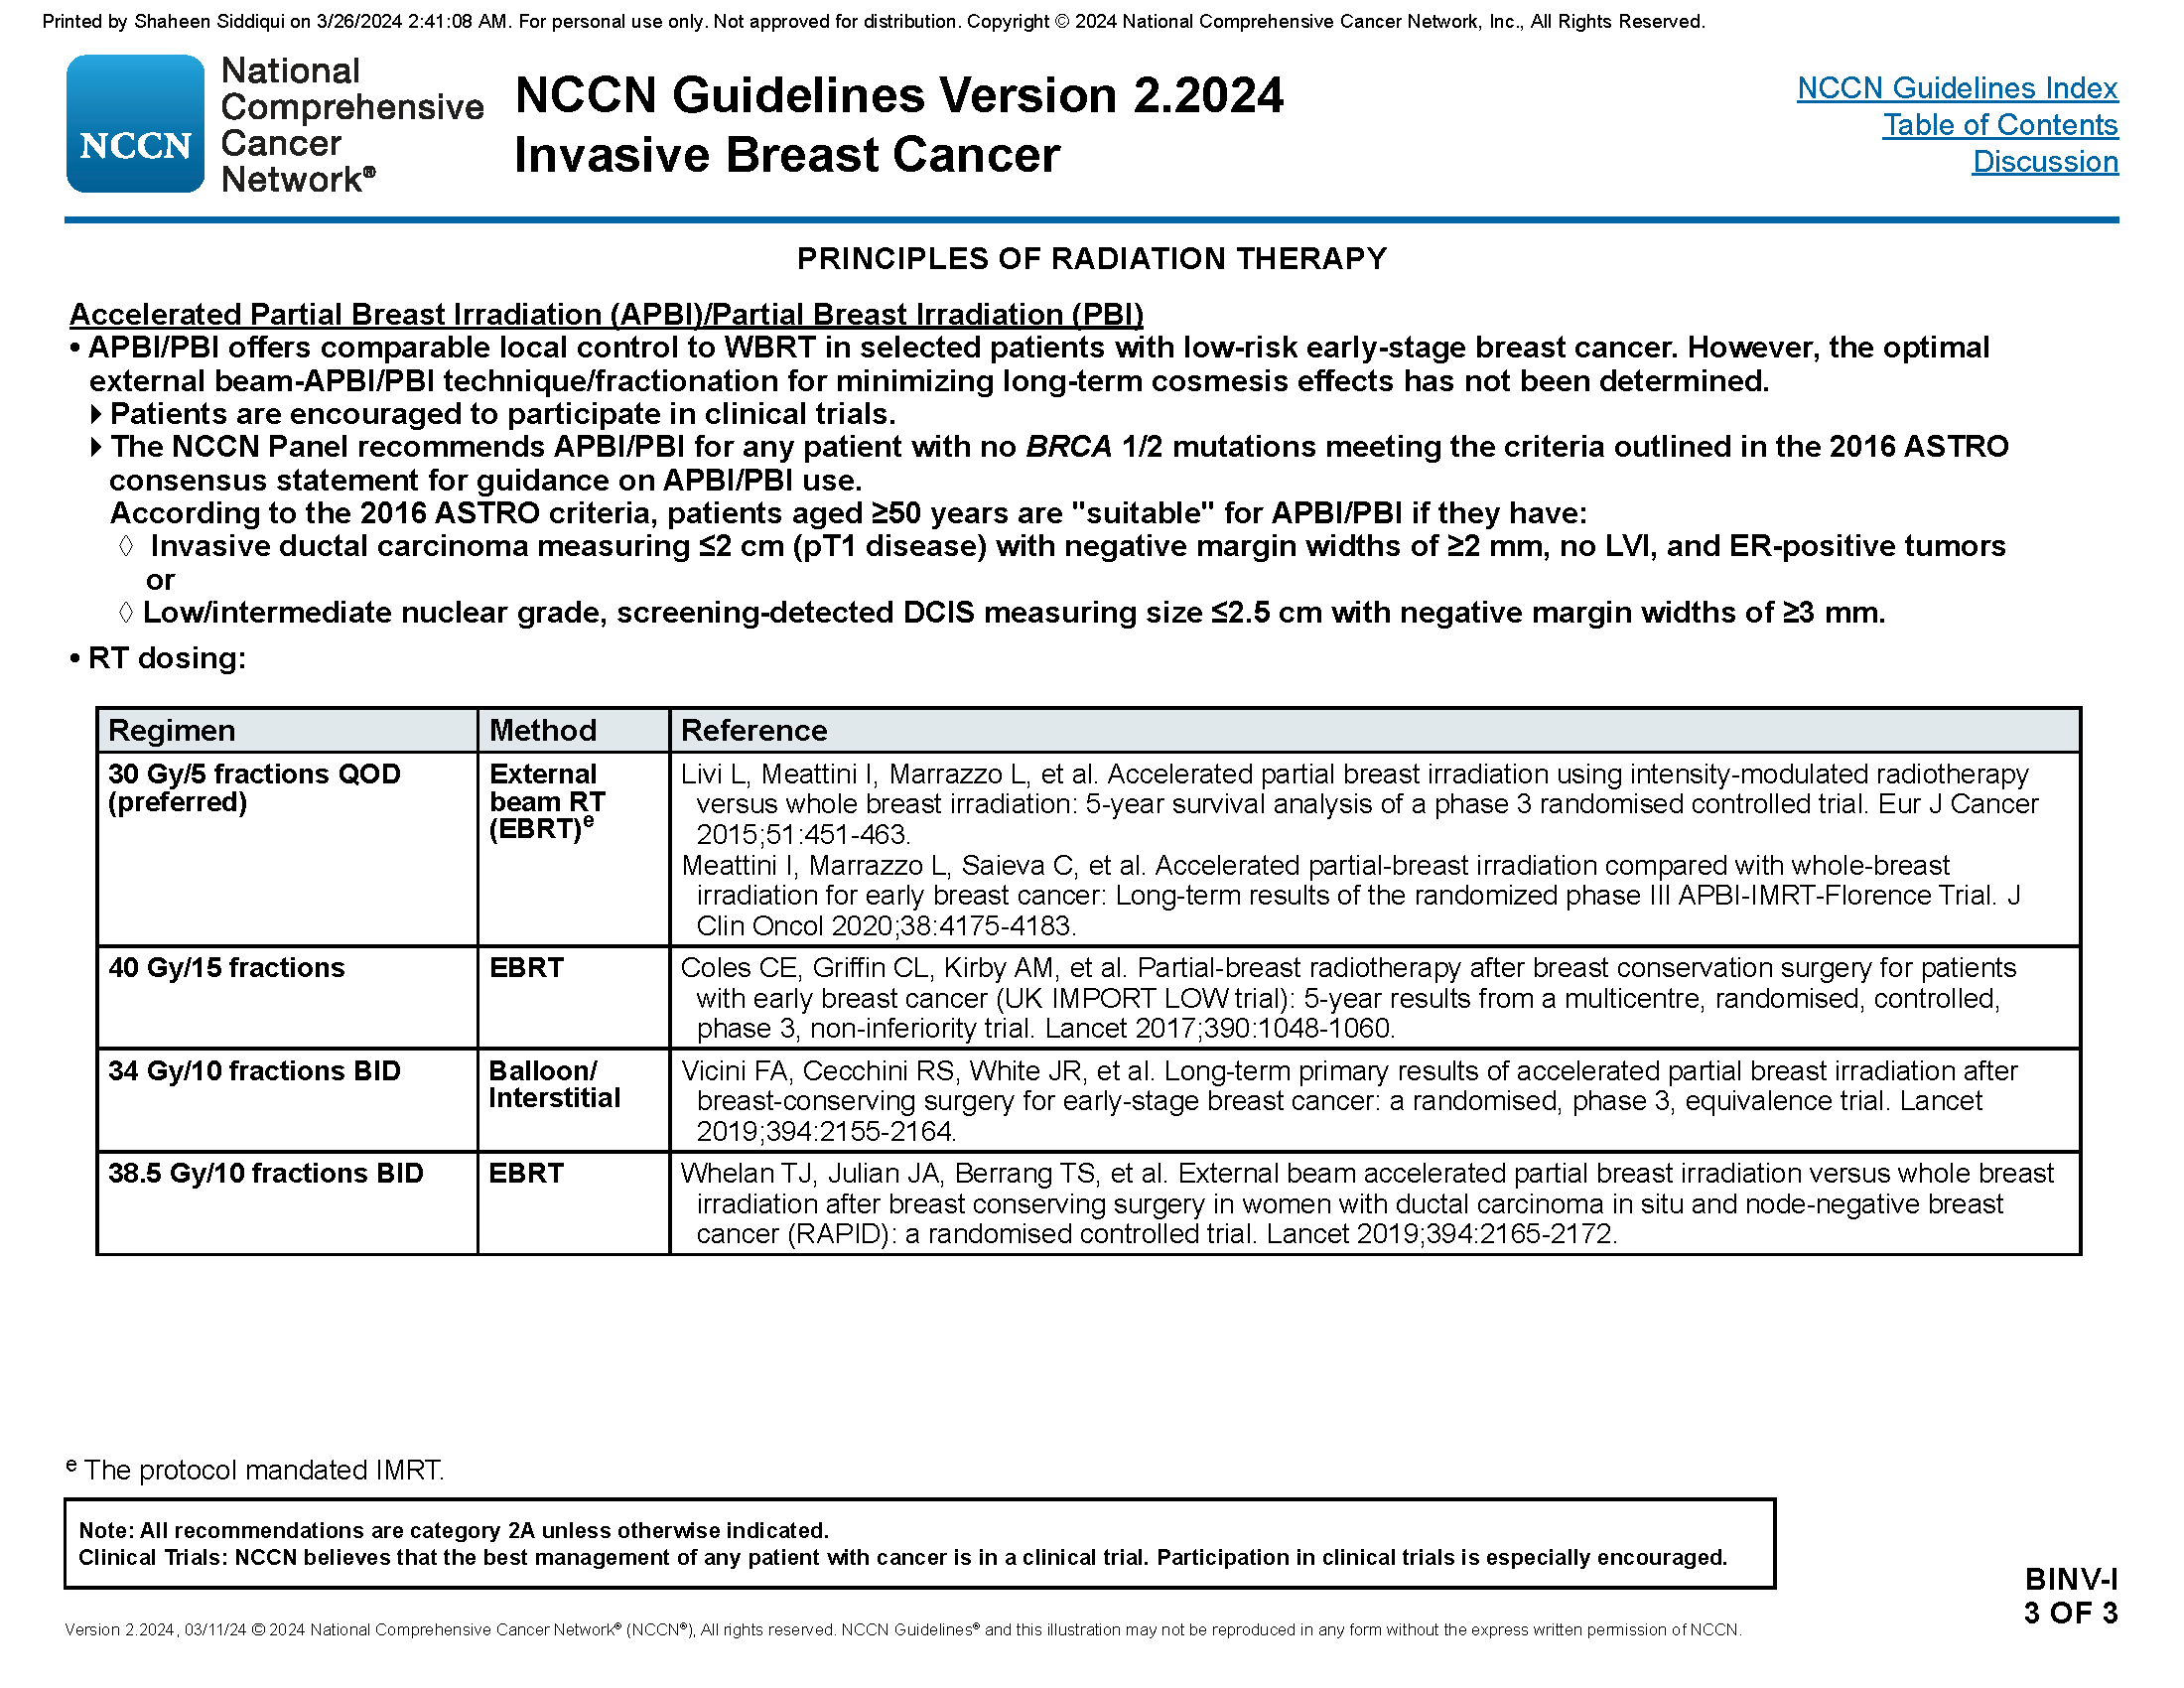 Printed by Shaheen Siddiqui on 3/26/2024 2:41:08 AM. For personal use only. Not approved for distribution. Copyright © 2024 National Comprehensive Cancer Network, Inc., All Rights Reserved.
NCCN
National
Comprehensive
Cancer
Network®
NCCN Guidelines Version 2.2024
Invasive Breast Cancer
NCCN Guidelines Index
Table of Contents
Discussion
PRINCIPLES OF RADIATION THERAPY
Accelerated Partial Breast Irradiation (APBI)/Partial Breast Irradiation (PBI)
• APBI/PBI offers comparable local control to WBRT in selected patients with low-risk early-stage breast cancer. However, the optimal
external beam-APBI/PBI technique/fractionation for minimizing long-term cosmesis effects has not been determined.
Patients are encouraged to participate in clinical trials.
The NCCN Panel recommends APBI/PBI for any patient with no BRCA 1/2 mutations meeting the criteria outlined in the 2016 ASTRO
consensus statement for guidance on APBI/PBI use.
According to the 2016 ASTRO criteria, patients aged ≥50 years are "suitable" for APBI/PBI if they have:
◊ Invasive ductal carcinoma measuring ≤2 cm (pT1 disease) with negative margin widths of ≥2 mm, no LVI, and ER-positive tumors
or
◊ Low/intermediate nuclear grade, screening-detected DCIS measuring size ≤2.5 cm with negative margin widths of ≥3 mm.
• RT dosing:
Regimen Method Reference
30 Gy/5 fractions QOD
(preferred)
External
beam RT
(EBRT)e
Livi L, Meattini I, Marrazzo L, et al. Accelerated partial breast irradiation using intensity-modulated radiotherapy
versus whole breast irradiation: 5-year survival analysis of a phase 3 randomised controlled trial. Eur J Cancer
2015;51:451-463.
Meattini I, Marrazzo L, Saieva C, et al. Accelerated partial-breast irradiation compared with whole-breast
irradiation for early breast cancer: Long-term results of the randomized phase III APBI-IMRT-Florence Trial. J
Clin Oncol 2020;38:4175-4183.
40 Gy/15 fractions
EBRT
Coles CE, Griffin CL, Kirby AM, et al. Partial-breast radiotherapy after breast conservation surgery for patients
with early breast cancer (UK IMPORT LOW trial): 5-year results from a multicentre, randomised, controlled,
phase 3, non-inferiority trial. Lancet 2017;390:1048-1060.
34 Gy/10 fractions BID
Balloon/
Interstitial
Vicini FA, Cecchini RS, White JR, et al. Long-term primary results of accelerated partial breast irradiation after
breast-conserving surgery for early-stage breast cancer: a randomised, phase 3, equivalence trial. Lancet
2019;394:2155-2164.
38.5 Gy/10 fractions BID
EBRT
Whelan TJ, Julian JA, Berrang TS, et al. External beam accelerated partial breast irradiation versus whole breast
irradiation after breast conserving surgery in women with ductal carcinoma in situ and node-negative breast
cancer (RAPID): a randomised controlled trial. Lancet 2019;394:2165-2172.
e The protocol mandated IMRT.
Note: All recommendations are category 2A unless otherwise indicated.
Clinical Trials: NCCN believes that the best management of any patient with cancer is in a clinical trial. Participation in clinical trials is especially encouraged.
BINV-I
3 OF 3
Version 2.2024, 03/11/24 © 2024 National Comprehensive Cancer Network® (NCCN®), All rights reserved. NCCN Guidelines® and this illustration may not be reproduced in any form without the express written permission of NCCN.